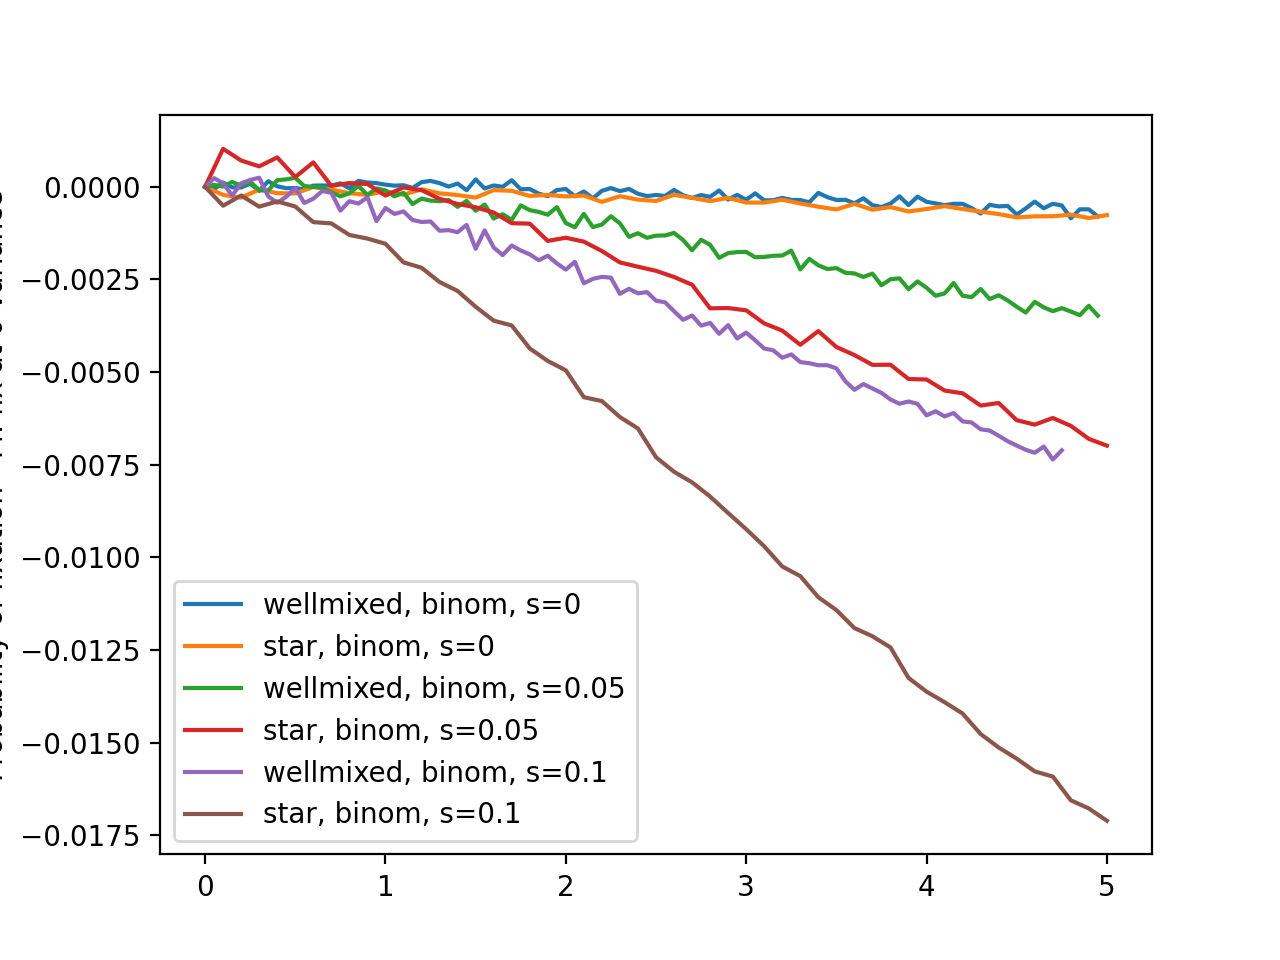 0.0000
−0.0025
−0.0050
−0.0075
−0.0100
−0.0125
−0.0150
−0.0175
wellmixed, binom, s=0
star, binom, s=0
wellmixed, binom, s=0.05
star, binom, s=0.05
wellmixed, binom, s=0.1
star, binom, s=0.1
0 1 2 3 4 5